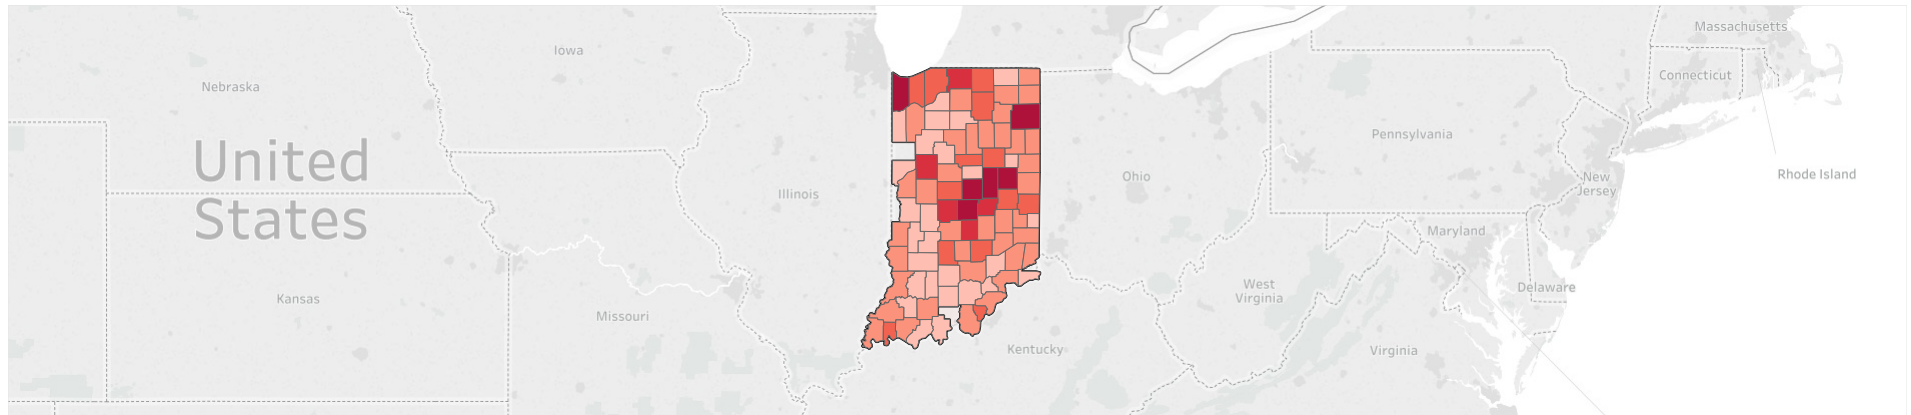 Massachusetts
Iowa
Connecticut
Nebraska
Pennsylvania
United
States
Rhode Island
Ohio
New
Jersey
Illinois
Maryland
West
Virginia
Delaware
Kansas
Missouri
Kentucky
Virginia